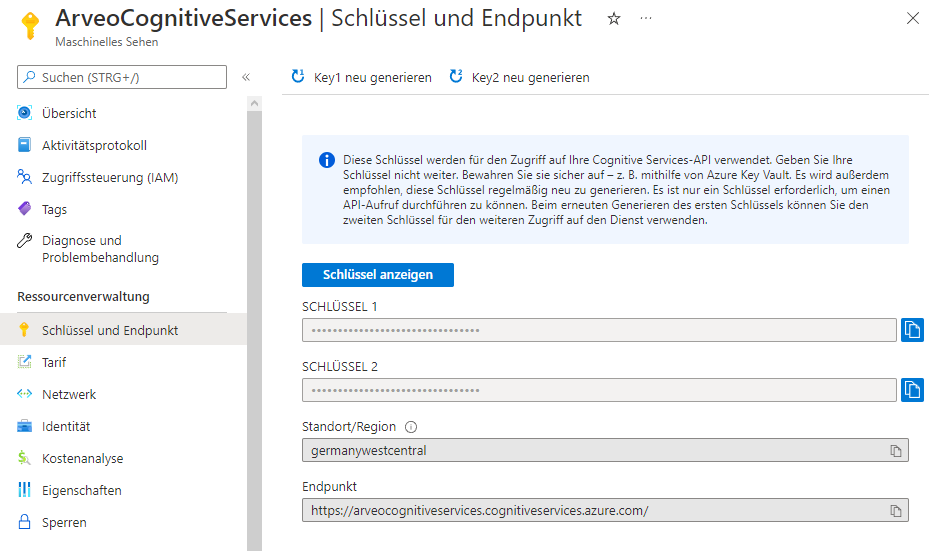 ArveoCognitiveServices | Schlüssel und Endpunkt
Maschinelles Sehen
Suchen (STRG+/)
Übersicht
Aktivitätsprotokoll
Zugriffssteuerung (IAM)
Tags
Diagnose und
Problembehandlung
Ressourcenverwaltung
Schlüssel und Endpunkt
Tarif
Netzwerk
Identität
Kostenanalyse
Eigenschaften
Sperren
Key1 neu generieren Key2 neu generieren
Diese Schlüssel werden für den Zugriff auf Ihre Cognitive Services-API verwendet. Geben Sie Ihre
Schlüssel nicht weiter. Bewahren Sie sie sicher auf – z. B. mithilfe von Azure Key Vault. Es wird außerdem
empfohlen, diese Schlüssel regelmäßig neu zu generieren. Es ist nur ein Schlüssel erforderlich, um einen
API-Aufruf durchführen zu können. Beim erneuten Generieren des ersten Schlüssels können Sie den
zweiten Schlüssel für den weiteren Zugriff auf den Dienst verwenden.
Schlüssel anzeigen
SCHLÜSSEL 1
SCHLÜSSEL 2
Standort/Region
germanywestcentral
Endpunkt
https://arveocognitiveservices.cognitiveservices.azure.com/